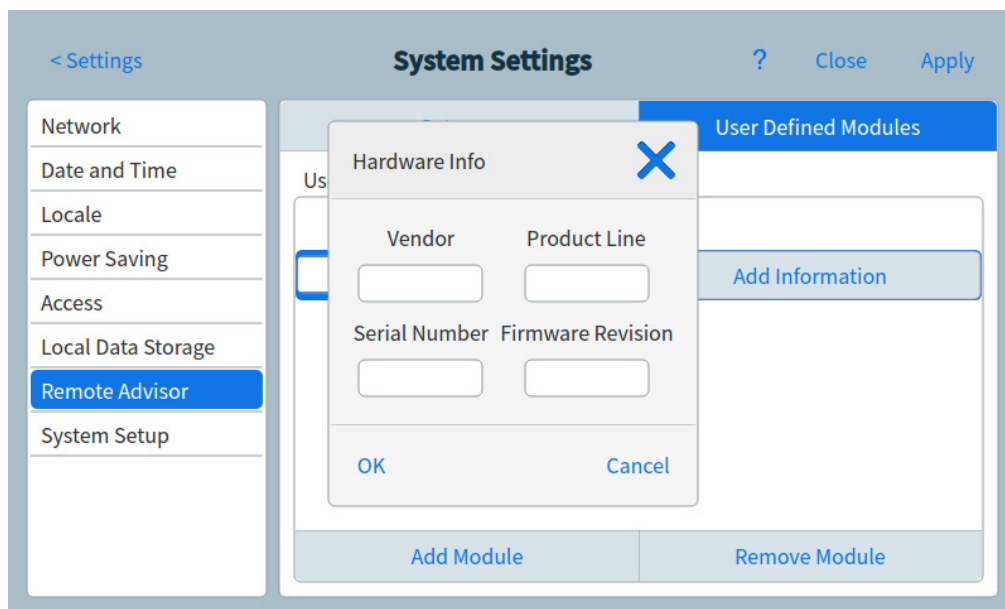 < Settings System Settings ? Close Apply
Network
Date and Time
Locale
Power Saving
Access
Local Data Storage
Remote Advisor
System Setup
User Defined Modules
Hardware Info
Vendor Product Line
Serial Number Firmware Revision
OK Cancel
Add Information
Add Module Remove Module